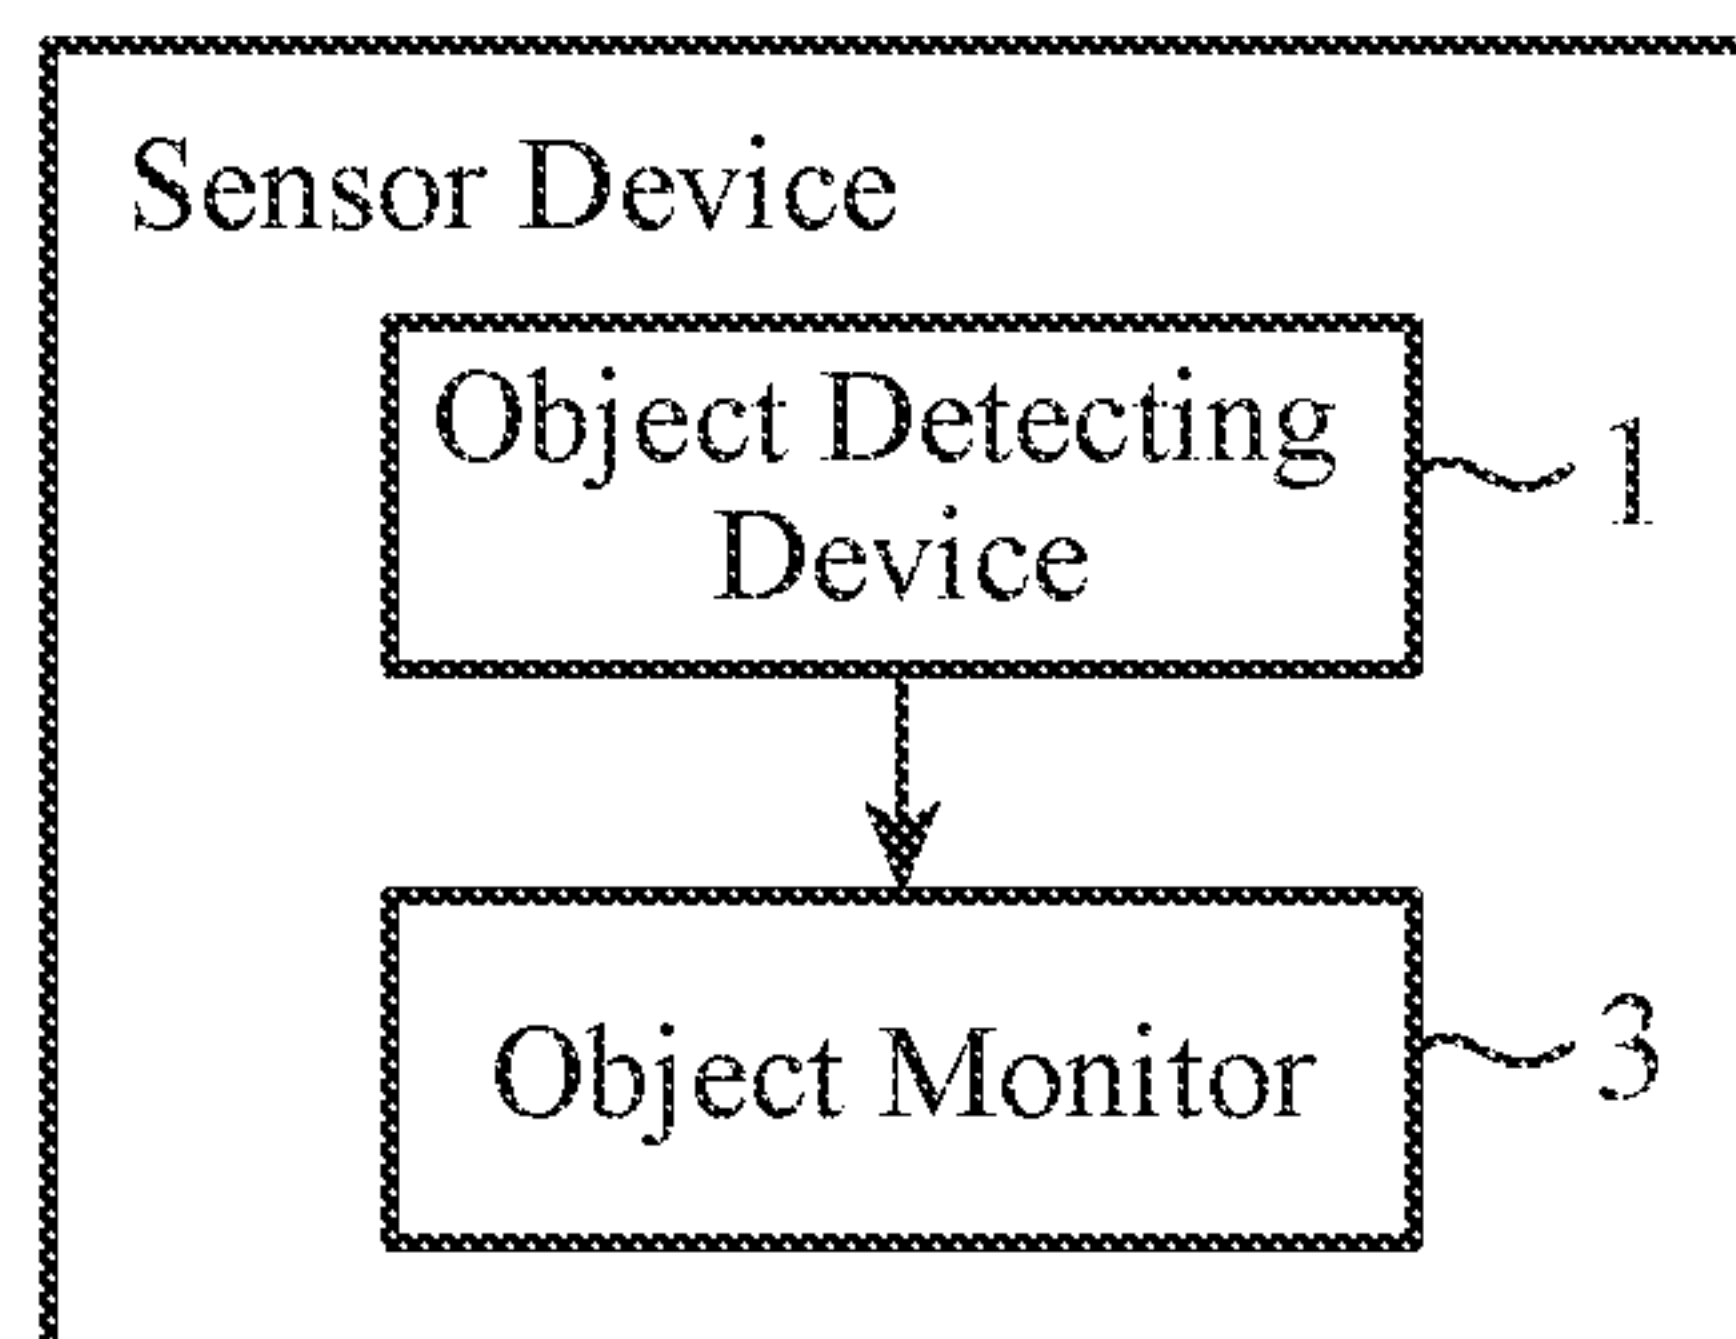 Sensor Device
Object Detecting
Device
1
Object Monitor
3